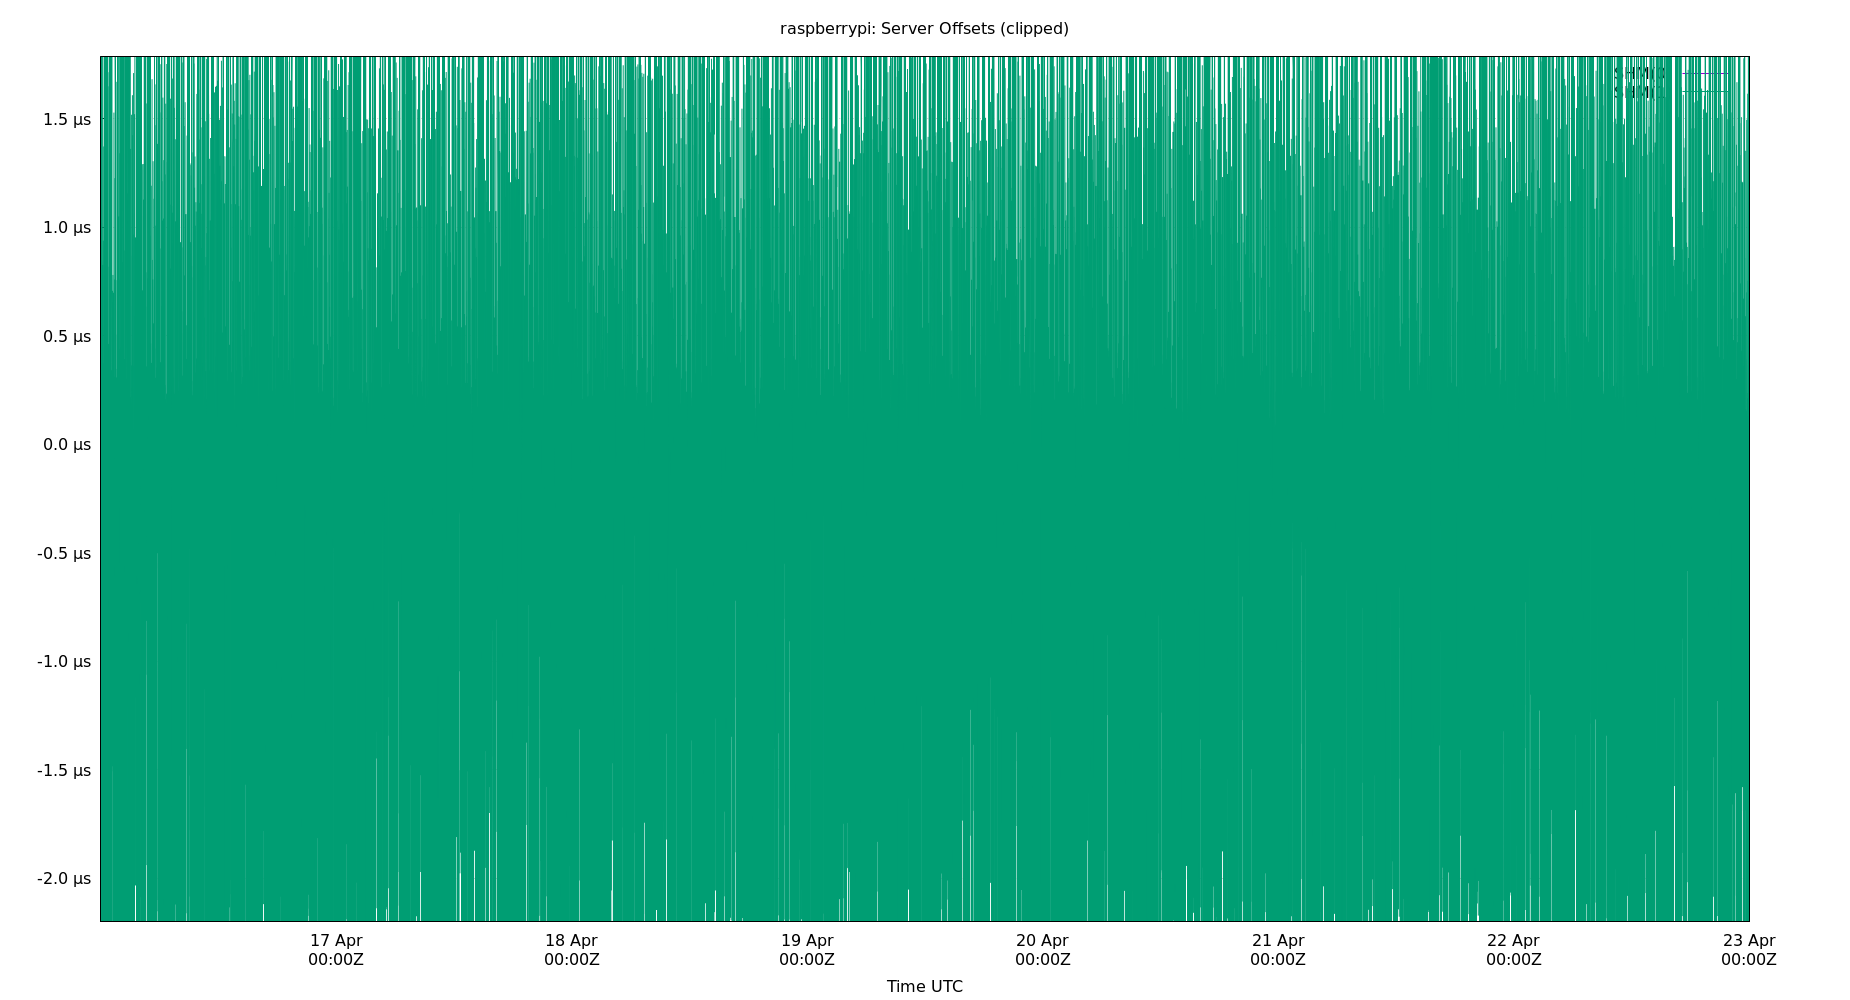 raspberrypi: Server Offsets (clipped)
1.5 µs
1.0 µs
0.5 µs
0.0 µs
-0.5 µs
-1.0 µs
-1.5 µs
-2.0 µs
17 Apr 18 Apr 19 Apr 20 Apr 21 Apr 22 Apr 23 Apr
00:00Z 00:00Z 00:00Z 00:00Z 00:00Z 00:00Z 00:00Z
Time UTC